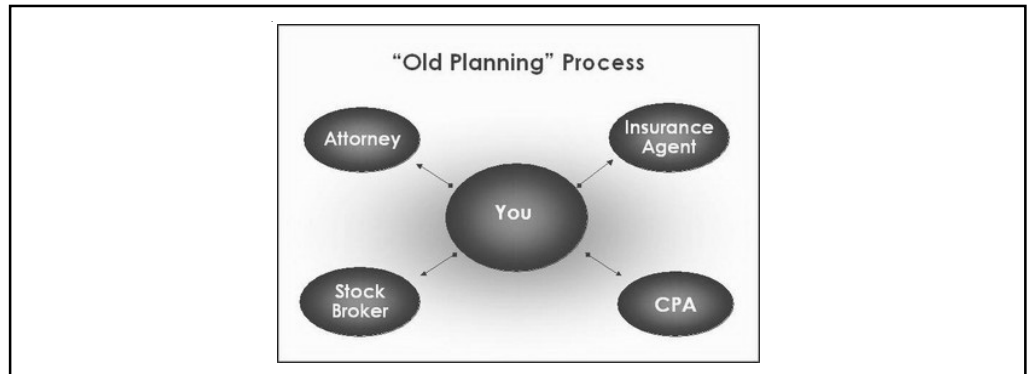 “Old Planning” Process
Attorney
Insurance
Agent
You
Stock
Broker
CPA